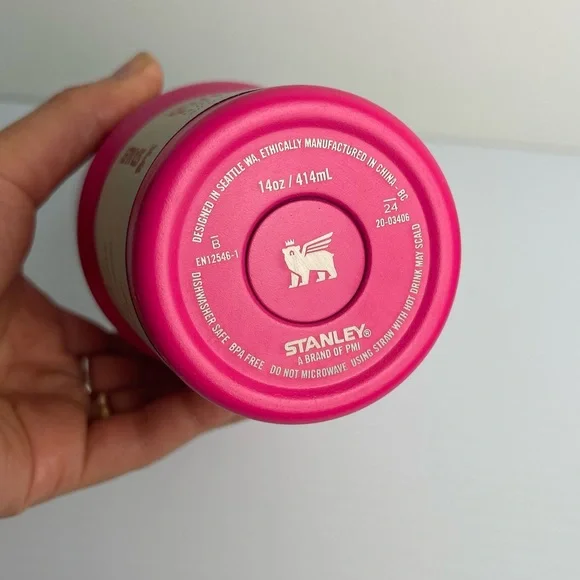 DESIGNED IN SEATTLE WA, ETHICALLY MANUFACTURED IN CHINA - BC
14oz / 414mL
B
EN12546-1
24
20-03406
STANLEY®
A BRAND OF PMI
DISHWASHER SAFE BPA FREE DO NOT MICROWAVE USING STRAW WITH HOT DRINK MAY SCALD